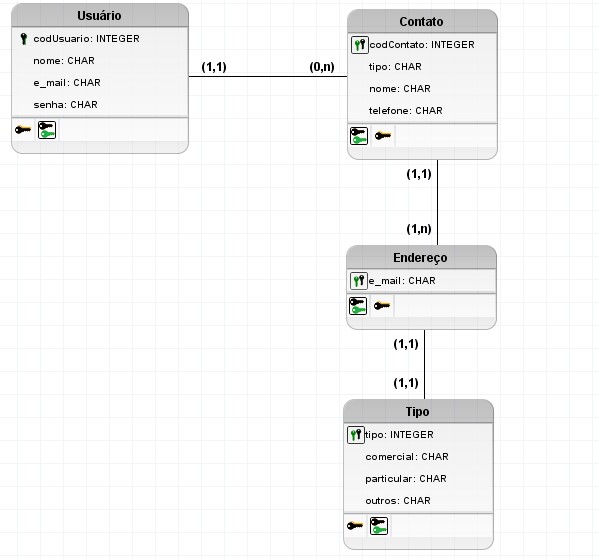 Usuário
codUsuario: INTEGER
nome: CHAR
e_mail: CHAR
senha: CHAR
(1,1)
(0,n)
Contato
codContato: INTEGER
tipo: CHAR
nome: CHAR
telefone: CHAR
(1,1)
(1,n)
Endereço
e_mail: CHAR
(1,1)
(1,1)
Tipo
tipo: INTEGER
comercial: CHAR
particular: CHAR
outros: CHAR